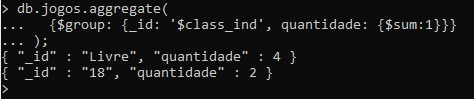 > db.jogos.aggregate(
...   {$group: {_id: '$class_ind', quantidade: {$sum:1}}}
... );
{ "_id" : "Livre", "quantidade" : 4 }
{ "_id" : "18", "quantidade" : 2 }
>